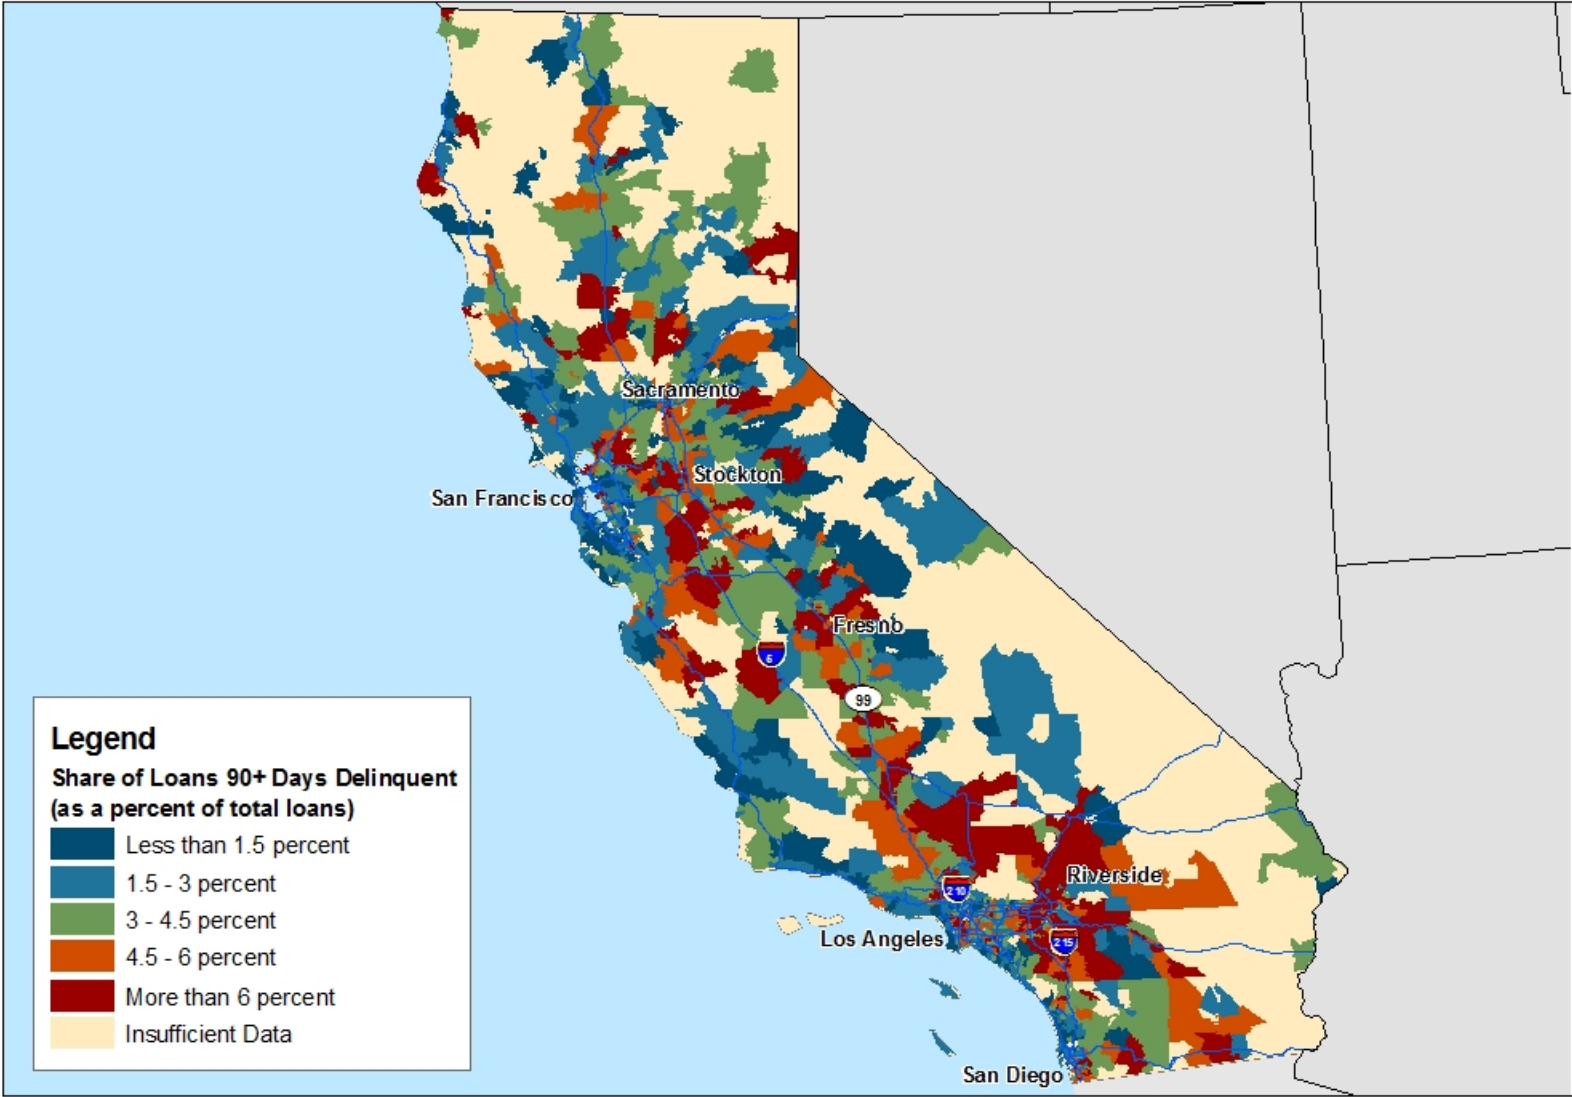 Sacramento
Stockton
San Francisco
Fresno
5
99
Riverside
210
Los Angeles
215
San Diego
Legend
Share of Loans 90+ Days Delinquent
(as a percent of total loans)
Less than 1.5 percent
1.5 - 3 percent
3 - 4.5 percent
4.5 - 6 percent
More than 6 percent
Insufficient Data